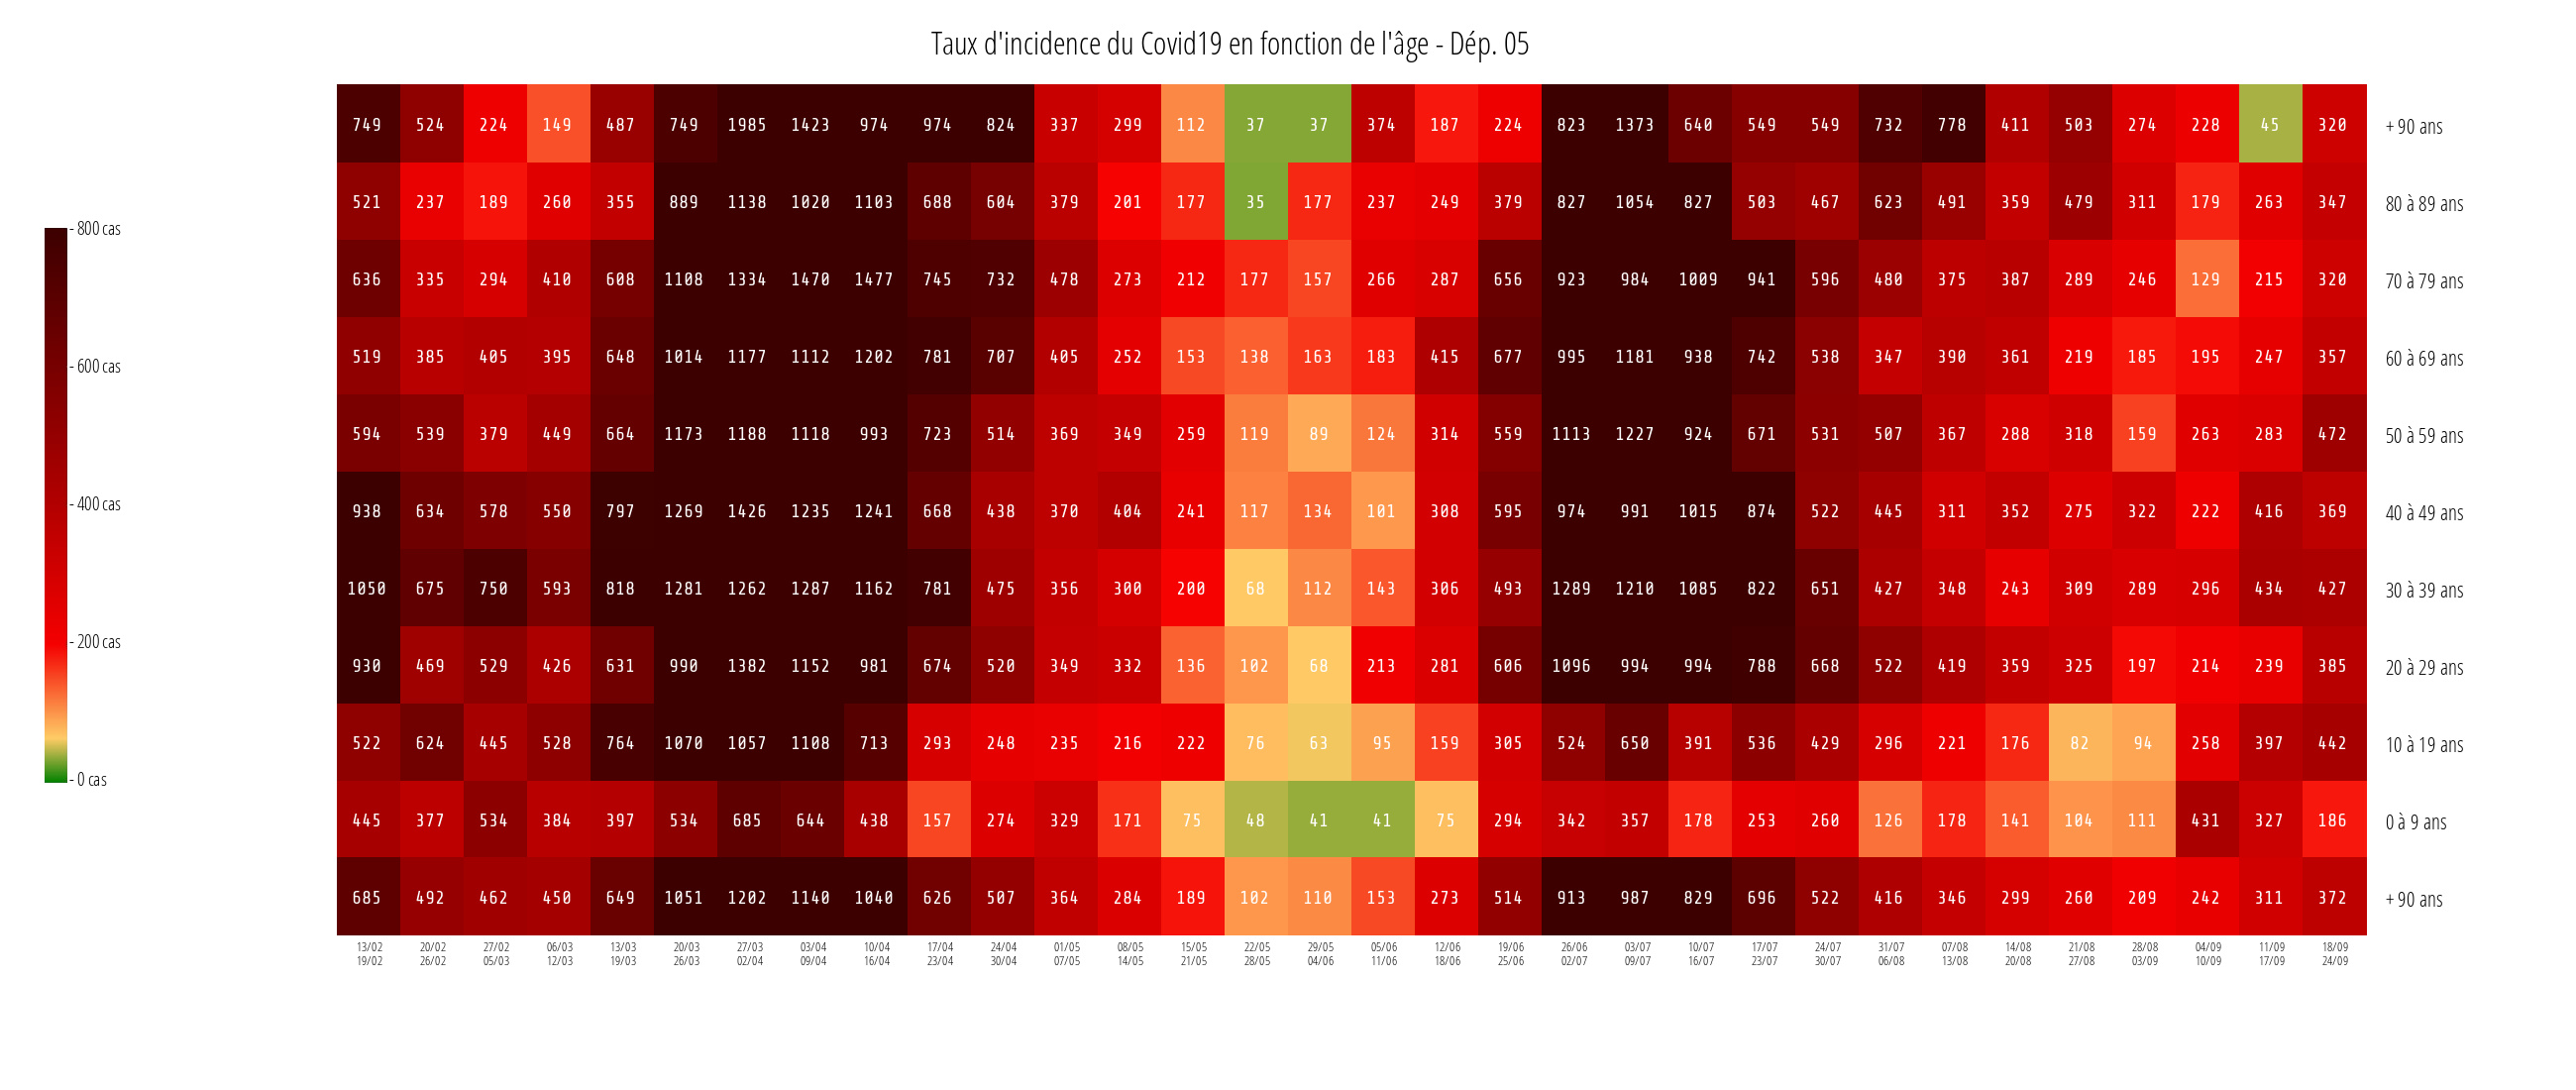 Taux d'incidence du Covid19 en fonction de l'âge - Dép. 05
749 524 224 149 487 749 1985 1423 974 974 824 337 299 112 37 37 374 187 224 823 1373 640 549 549 732 778 411 503 274 228 45 320 + 90 ans
521 237 189 260 355 889 1138 1020 1103 688 604 379 201 177 35 177 237 249 379 827 1054 827 503 467 623 491 359 479 311 179 263 347 80 à 89 ans
- 800 cas
636 335 294 410 608 1108 1334 1470 1477 745 732 478 273 212 177 157 266 287 656 923 984 1009 941 596 480 375 387 289 246 129 215 320 70 à 79 ans
519 385 405 395 648 1014 1177 1112 1202 781 707 405 252 153 138 163 183 415 677 995 1181 938 742 538 347 390 361 219 185 195 247 357 60 à 69 ans
- 600 cas
594 539 379 449 664 1173 1188 1118 993 723 514 369 349 259 119 89 124 314 559 1113 1227 924 671 531 507 367 288 318 159 263 283 472 50 à 59 ans
- 400 cas
938 634 578 550 797 1269 1426 1235 1241 668 438 370 404 241 117 134 101 308 595 974 991 1015 874 522 445 311 352 275 322 222 416 369 40 à 49 ans
1050 675 750 593 818 1281 1262 1287 1162 781 475 356 300 200 68 112 143 306 493 1289 1210 1085 822 651 427 348 243 309 289 296 434 427 30 à 39 ans
- 200 cas
930 469 529 426 631 990 1382 1152 981 674 520 349 332 136 102 68 213 281 606 1096 994 994 788 668 522 419 359 325 197 214 239 385 20 à 29 ans
522 624 445 528 764 1070 1057 1108 713 293 248 235 216 222 76 63 95 159 305 524 650 391 536 429 296 221 176 82 94 258 397 442 10 à 19 ans
- 0 cas
445 377 534 384 397 534 685 644 438 157 274 329 171 75 48 41 41 75 294 342 357 178 253 260 126 178 141 104 111 431 327 186 0 à 9 ans
685 492 462 450 649 1051 1202 1140 1040 626 507 364 284 189 102 110 153 273 514 913 987 829 696 522 416 346 299 260 209 242 311 372 + 90 ans
13/02 20/02 27/02 06/03 13/03 20/03 27/03 03/04 10/04 17/04 24/04 01/05 08/05 15/05 22/05 29/05 05/06 12/06 19/06 26/06 03/07 10/07 17/07 24/07 31/07 07/08 14/08 21/08 28/08 04/09 11/09 18/09
19/02 26/02 05/03 12/03 19/03 26/03 02/04 09/04 16/04 23/04 30/04 07/05 14/05 21/05 28/05 04/06 11/06 18/06 25/06 02/07 09/07 16/07 23/07 30/07 06/08 13/08 20/08 27/08 03/09 10/09 17/09 24/09